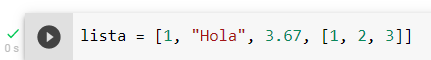 lista = [1, "Hola", 3.67, [1, 2, 3]]
0 s